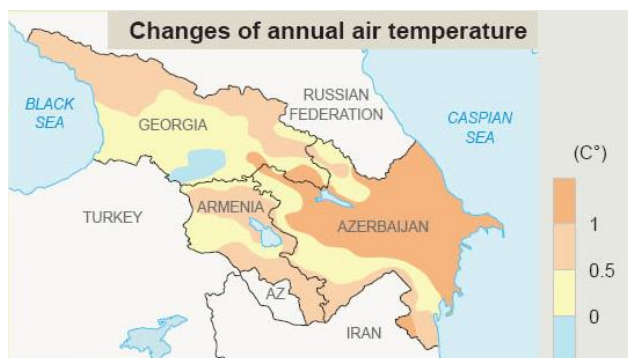 Changes of annual air temperature
RUSSIAN
FEDERATION
BLACK
SEA
CASPIAN
SEA
GEORGIA
(C°)
TURKEY
ARMENIA
AZERBAIJAN
1
0.5
AZ
0
IRAN